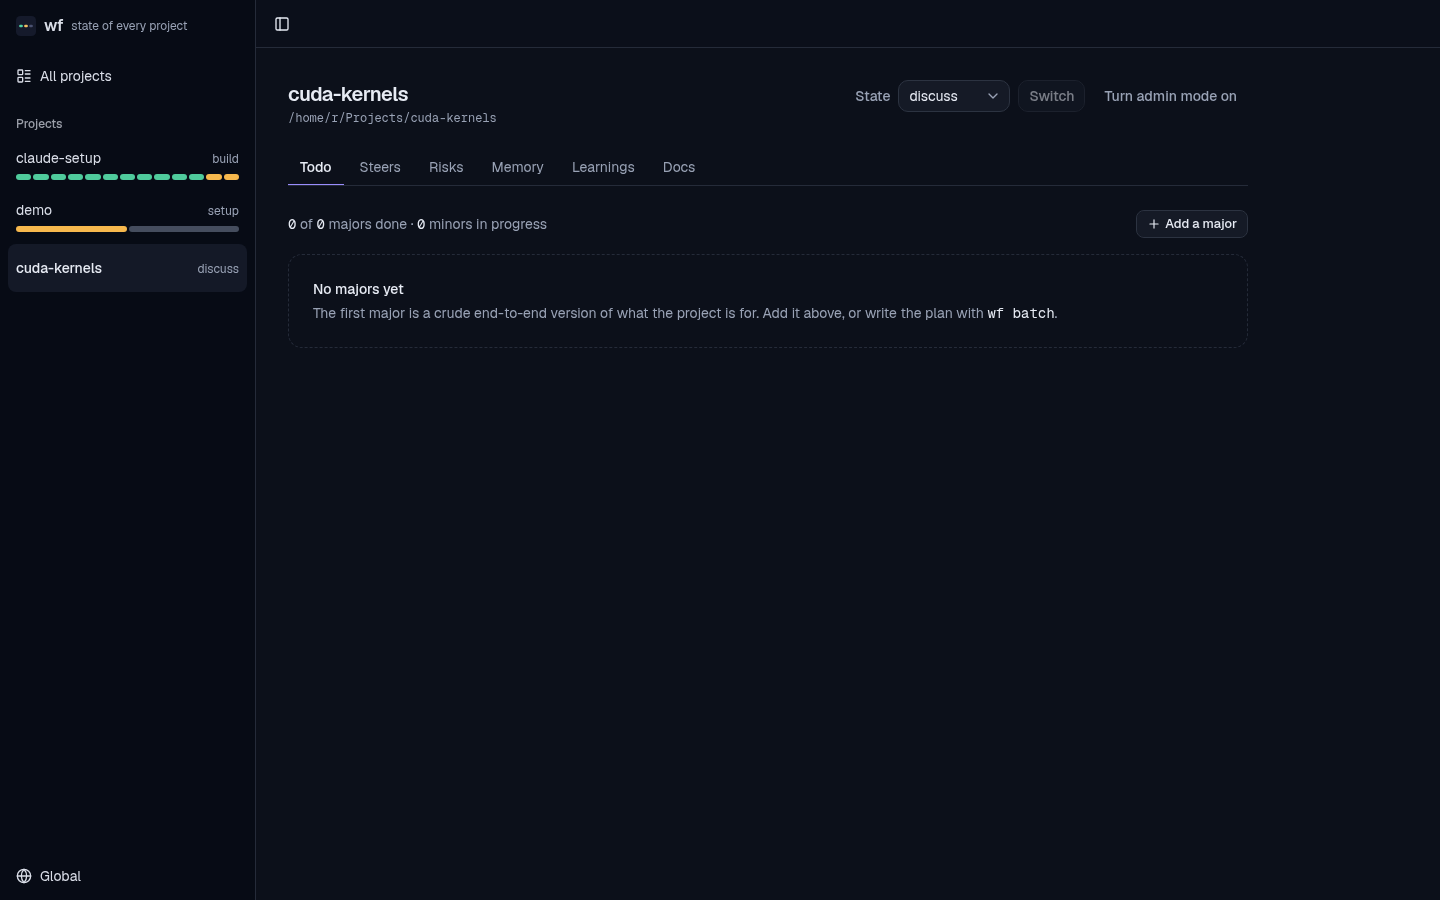 wf state of every project
All projects
Projects
claude-setup build
demo setup
cuda-kernels discuss
Global
cuda-kernels
/home/r/Projects/cuda-kernels
State discuss Switch Turn admin mode on
Todo Steers Risks Memory Learnings Docs
0 of 0 majors done · 0 minors in progress
+ Add a major
No majors yet
The first major is a crude end-to-end version of what the project is for. Add it above, or write the plan with wf batch.